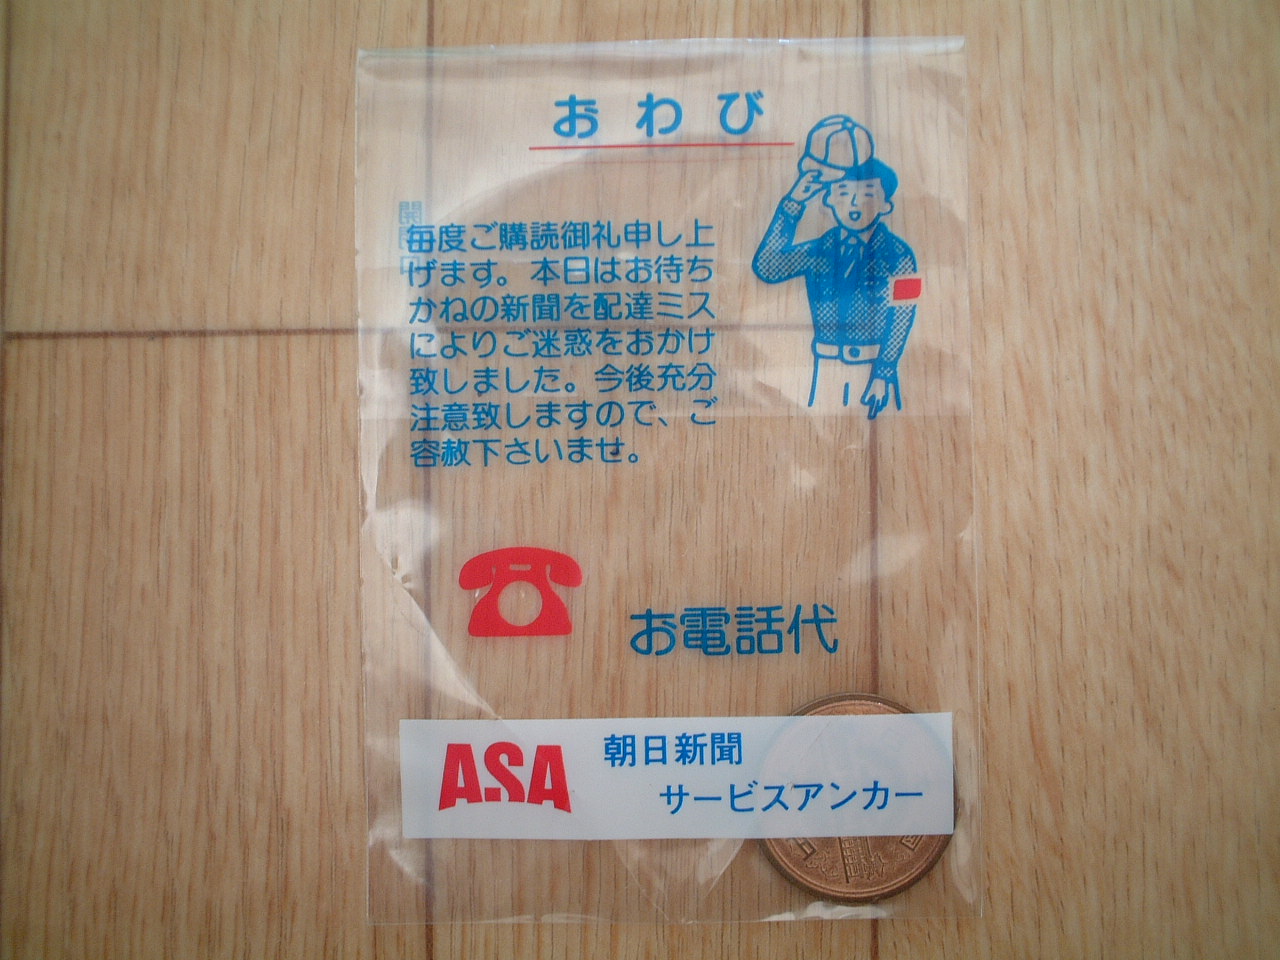 おわび
毎度ご購読御礼申し上
げます。本日はお待ち
かねの新聞を配達ミス
によりご迷惑をおかけ
致しました。今後充分
注意致しますので、ご
容赦下さいませ。
お電話代
ASA 朝日新聞
サービスアンカー